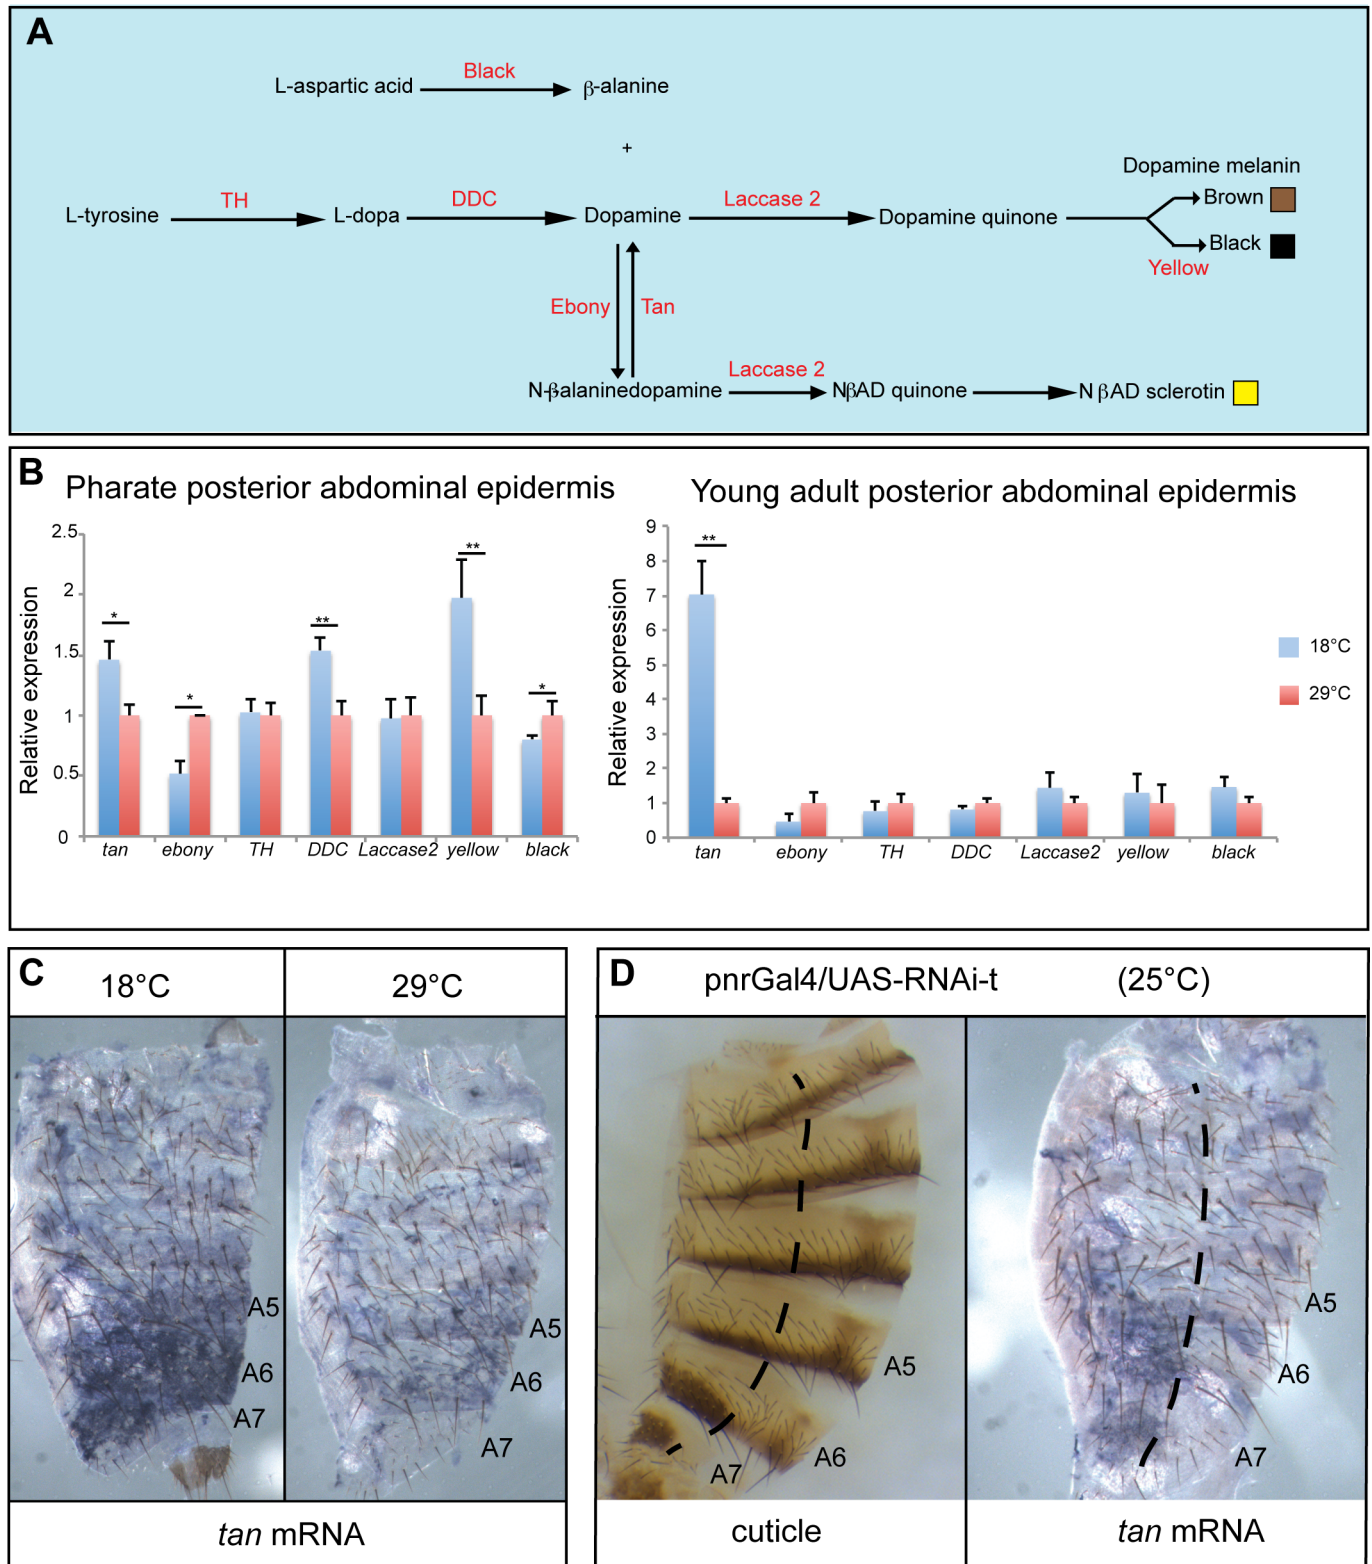 A
L-aspartic acid Black β-alanine
+
Dopamine melanin
L-tyrosine TH L-dopa DDC Dopamine Laccase 2 Dopamine quinone Brown
Black
Yellow
Ebony Tan
N-β-alaninedopamine Laccase 2 NβAD quinone N βAD sclerotin
B
Pharate posterior abdominal epidermis
Relative expression
2.5
2
1.5
1
0.5
0
* * ** ** *
tan ebony TH DDC Laccase2 yellow black
Young adult posterior abdominal epidermis
Relative expression
9
8
7
6
5
4
3
2
1
0
**
tan ebony TH DDC Laccase2 yellow black
18°C
29°C
C
18°C 29°C
A5
A6
A7
A5
A6
A7
tan mRNA
D
pnrGal4/UAS-RNAi-t (25°C)
A5
A6
A7
A5
A6
A7
cuticle tan mRNA